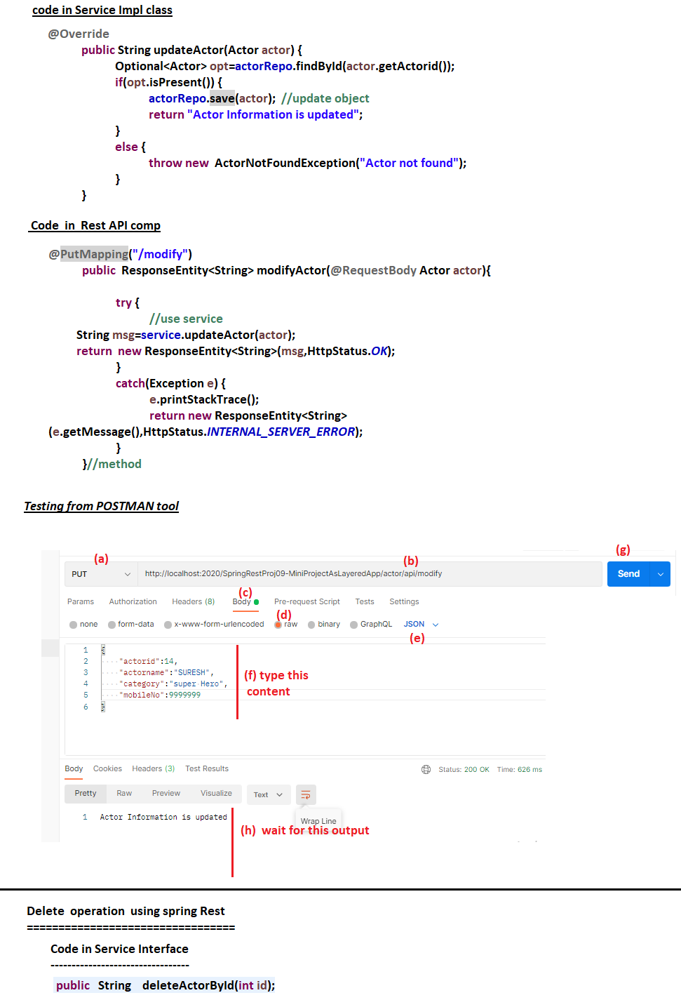 code in Service Impl class
@Override
public String updateActor(Actor actor) {
Optional<Actor> opt=actorRepo.findById(actor.getActorid());
if(opt.isPresent()) {
actorRepo.save(actor);  //update object
return "Actor Information is updated";
}
else {
throw new  ActorNotFoundException("Actor not found");
}
}
Code  in  Rest API comp
@PutMapping("/modify")
public  ResponseEntity<String> modifyActor(@RequestBody Actor actor){
try {
//use service
String msg=service.updateActor(actor);
return  new ResponseEntity<String>(msg,HttpStatus.OK);
}
catch(Exception e) {
e.printStackTrace();
return new ResponseEntity<String>
(e.getMessage(),HttpStatus.INTERNAL_SERVER_ERROR);
}
}//method
Testing from POSTMAN tool
(a) (b) (g)
PUT http://localhost:2020/SpringRestProj09-MiniProjectAsLayeredApp/actor/api/modify Send
(c)
Params Authorization Headers (8) Body Pre-request Script Tests Settings
(d)
none form-data x-www-form-urlencoded raw binary GraphQL JSON
(e)
1 {
2 "actorid":14,
3 "actorname":"SURESH",
4 "category":"super Hero",
5 "mobileNo":9999999
6 }
(f) type this
content
Body Cookies Headers (3) Test Results Status: 200 OK Time: 626 ms
Pretty Raw Preview Visualize Text
1 Actor Information is updated
Wrap Line
(h)  wait for this output
Delete  operation  using spring Rest
=================================
Code in Service Interface
---------------------------------
public   String    deleteActorById(int id);